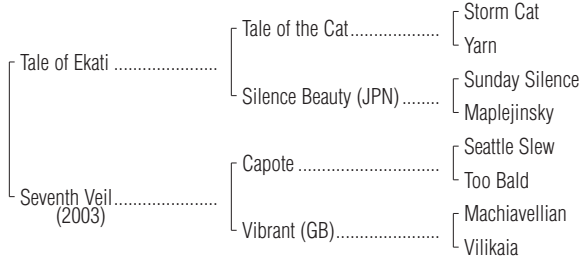 Storm Cat
Tale of the Cat....................
Yarn
Tale of Ekati .......................
Sunday Silence
Silence Beauty (JPN) ........
Maplejinsky
Seattle Slew
Capote ...............................
Too Bald
Seventh Veil.......................
(2003)
Machiavellian
Vibrant (GB).......................
Vilikaia